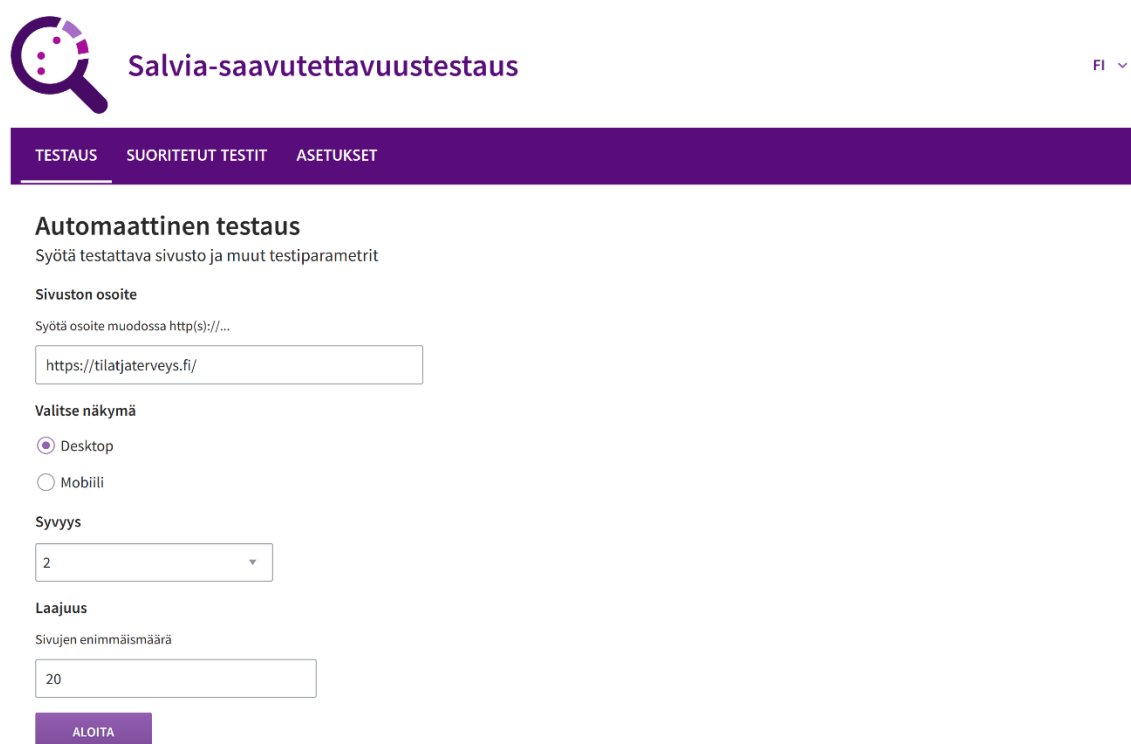 Salvia-saavutettavuustestaus
FI
TESTAUS SUORITETUT TESTIT ASETUKSET
Automaattinen testaus
Syötä testattava sivusto ja muut testiparametrit
Sivuston osoite
Syötä osoite muodossa http(s)://...
https://tilatjaterveys.fi/
Valitse näkymä
Desktop
Mobiili
Syvyys
2
Laajuus
Sivujen enimmäismäärä
20
ALOITA